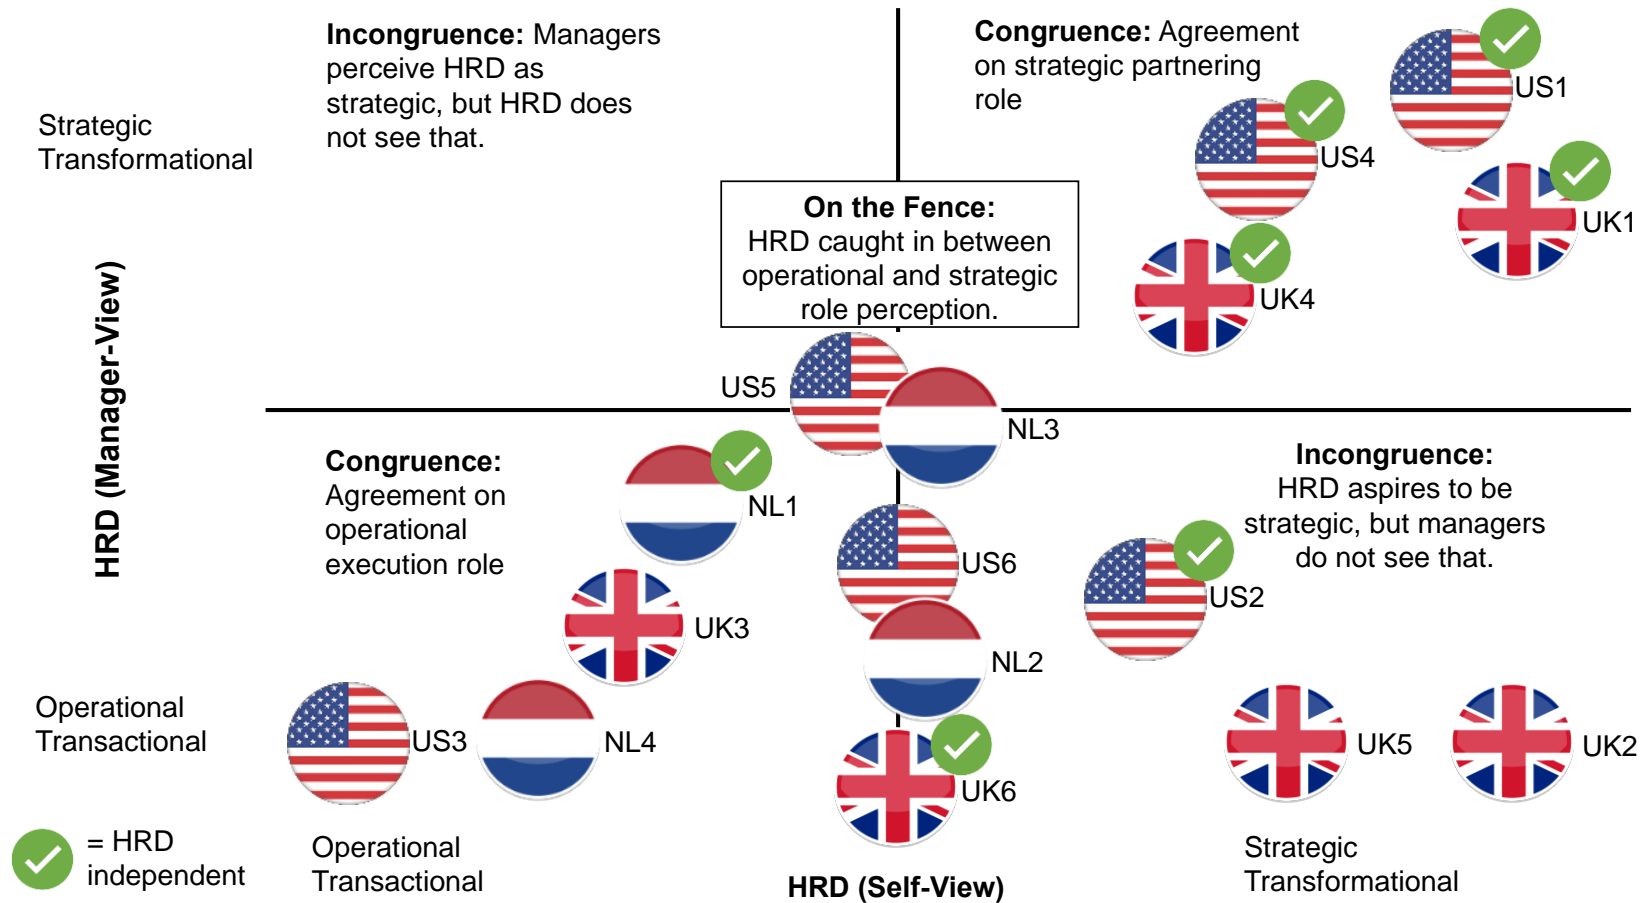 Incongruence: Managers
perceive HRD as
strategic, but HRD does
not see that.
Congruence: Agreement
on strategic partnering
role
US1
US4
UK1
UK4
Strategic
Transformational
On the Fence:
HRD caught in between
operational and strategic
role perception.
HRD (Manager-View)
US5
NL3
Congruence:
Agreement on
operational
execution role
NL1
Incongruence:
HRD aspires to be
strategic, but managers
do not see that.
US6
US2
UK3
NL2
Operational
Transactional
US3
NL4
UK6
UK5
UK2
= HRD
independent
Operational
Transactional
HRD (Self-View)
Strategic
Transformational